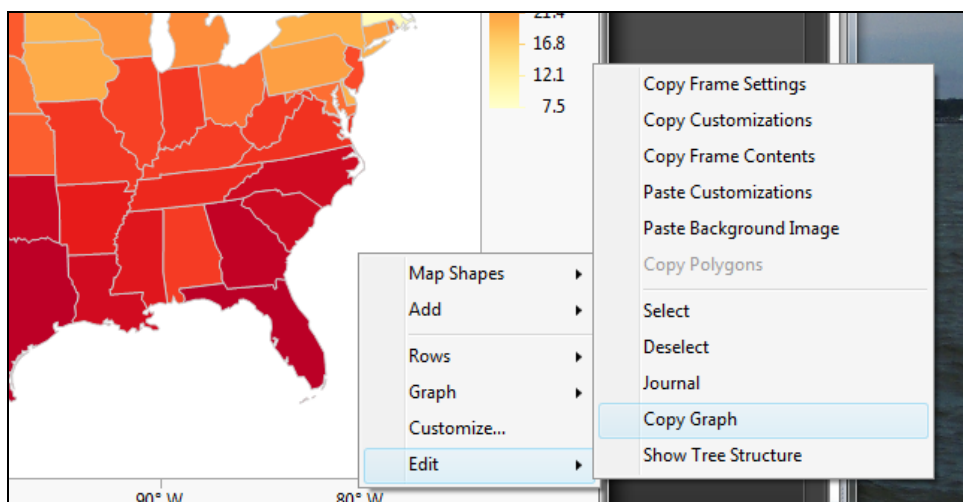 21.4
16.8
12.1
7.5
Copy Frame Settings
Copy Customizations
Copy Frame Contents
Paste Customizations
Paste Background Image
Copy Polygons
Select
Deselect
Journal
Copy Graph
Show Tree Structure
Map Shapes
Add
Rows
Graph
Customize...
Edit
90° W
80° W